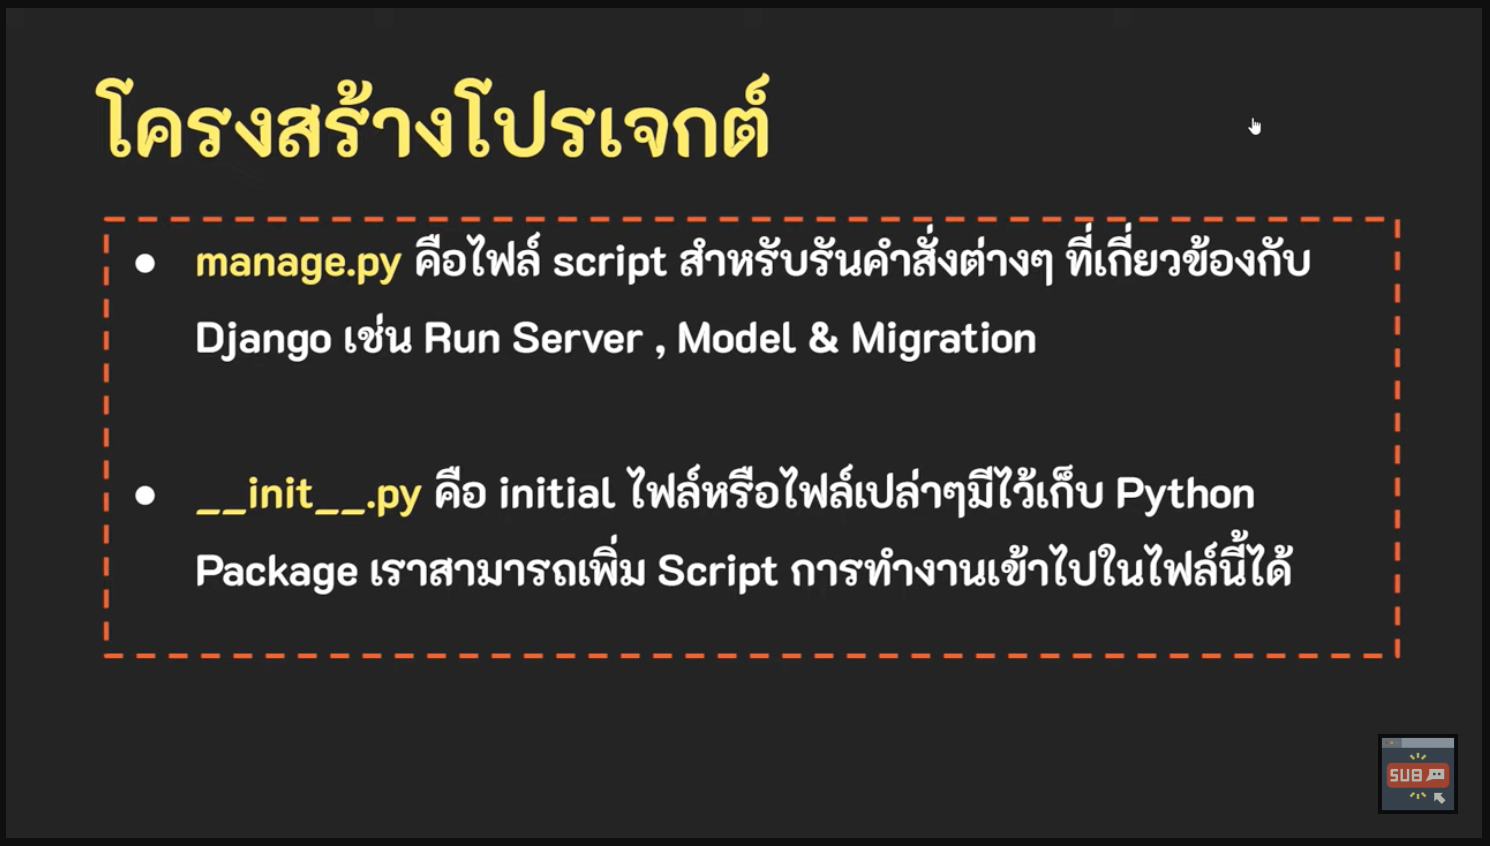 โครงสร้างโปรเจกต์
● manage.py คือไฟล์ script สำหรับรันคำสั่งต่างๆ ที่เกี่ยวข้องกับ
Django เช่น Run Server , Model & Migration
● __init__.py คือ initial ไฟล์หรือไฟล์เปล่าๆมีไว้เก็บ Python
Package เราสามารถเพิ่ม Script การทำงานเข้าไปในไฟล์นี้ได้
SUB